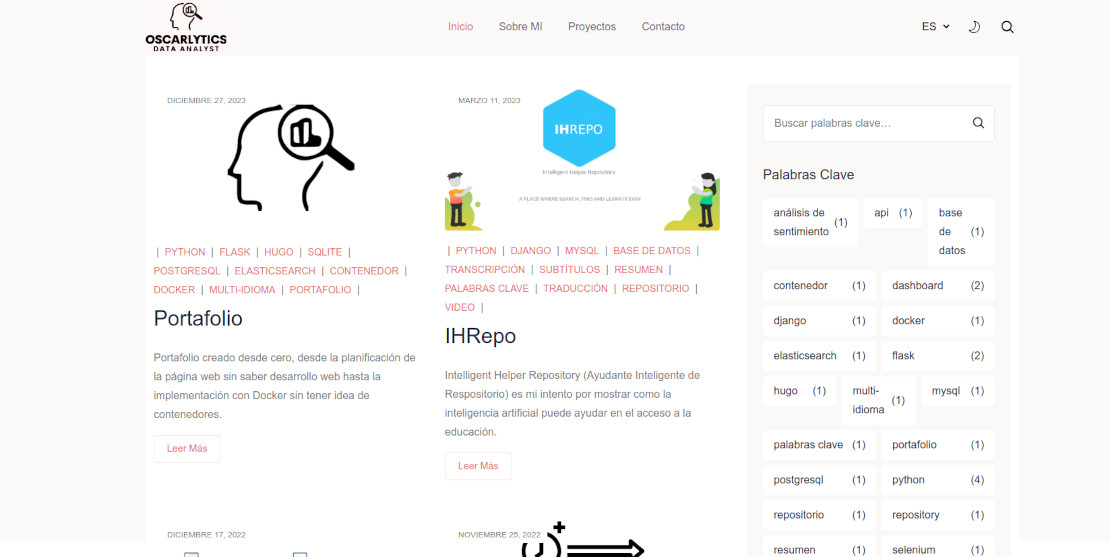 OSCARLYTICS
DATA ANALYST
Inicio
Sobre Mí
Proyectos
Contacto
ES
DICIEMBRE 27, 2023
| PYTHON | FLASK | HUGO | SQLITE |
POSTGRESQL | ELASTICSEARCH | CONTENEDOR |
DOCKER | MULTI-IDIOMA | PORTAFOLIO |
Portafolio
Portafolio creado desde cero, desde la planificación de
la página web sin saber desarrollo web hasta la
implementación con Docker sin tener idea de
contenedores.
Leer Más
MARZO 11, 2023
IHREPO
Intelligent Helper Repository
A PLACE WHERE SEARCH, FIND AND LEARN IS EASY
| PYTHON | DJANGO | MYSQL | BASE DE DATOS |
TRANSCRIPCIÓN | SUBTÍTULOS | RESUMEN |
PALABRAS CLAVE | TRADUCCIÓN | REPOSITORIO |
VIDEO |
IHRepo
Intelligent Helper Repository (Ayudante Inteligente de
Respositorio) es mi intento por mostrar como la
inteligencia artificial puede ayudar en el acceso a la
educación.
Leer Más
DICIEMBRE 17, 2022
NOVIEMBRE 25, 2022
Buscar palabras clave...
Palabras Clave
análisis de
sentimiento (1)
api (1)
base
de (1)
datos
contenedor (1)
dashboard (2)
django (1)
docker (1)
elasticsearch (1)
flask (2)
hugo (1)
multi-
idioma (1)
mysql (1)
palabras clave (1)
portafolio (1)
postgresql (1)
python (4)
repositorio (1)
repository (1)
resumen (1)
selenium (1)